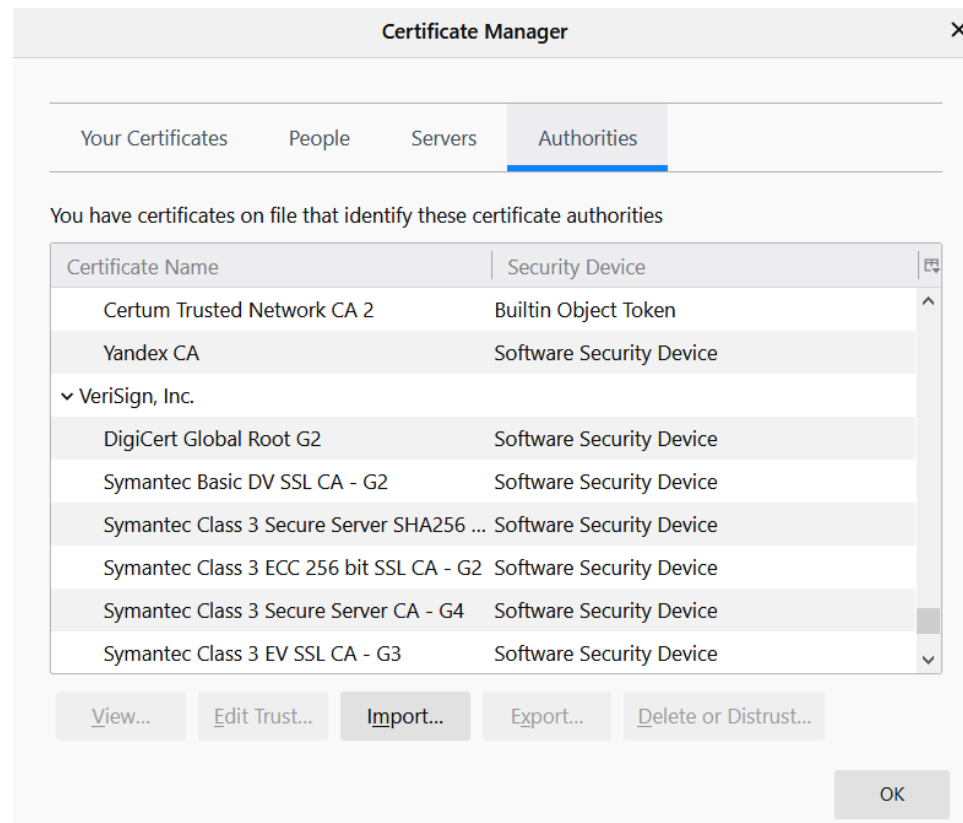 Certificate Manager
Your Certificates People Servers Authorities
You have certificates on file that identify these certificate authorities
Certificate Name Security Device
Certum Trusted Network CA 2 Builtin Object Token
Yandex CA Software Security Device
VeriSign, Inc.
DigiCert Global Root G2 Software Security Device
Symantec Basic DV SSL CA - G2 Software Security Device
Symantec Class 3 Secure Server SHA256 ... Software Security Device
Symantec Class 3 ECC 256 bit SSL CA - G2 Software Security Device
Symantec Class 3 Secure Server CA - G4 Software Security Device
Symantec Class 3 EV SSL CA - G3 Software Security Device
View... Edit Trust... Import... Export... Delete or Distrust...
OK